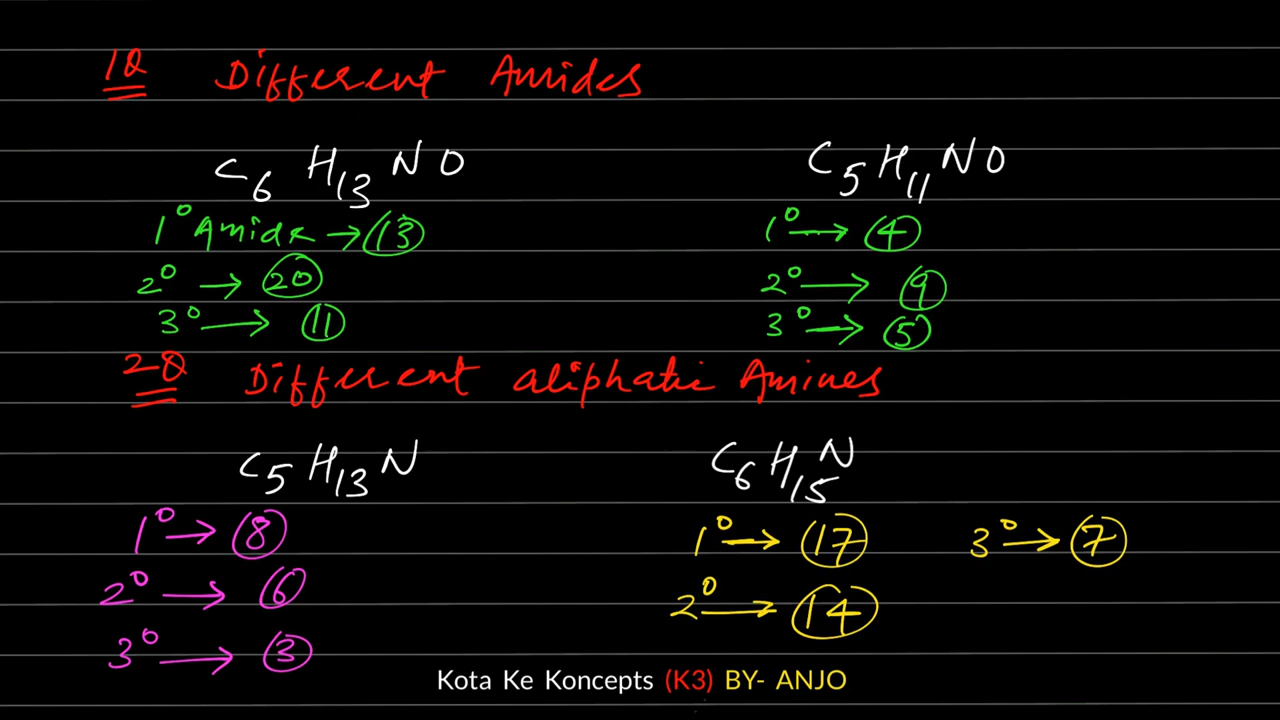 1Q Different Amides
C6 H13 N O C5 H11 N O
1° Amide → 13 1° → 4
2° → 20 2° → 9
3° → 11 3° → 5
2Q Different aliphatic Amines
C5 H13 N C6 H15 N
1° → 8 1° → 17 3° → 7
2° → 6 2° → 14
3° → 3
Kota Ke Koncepts (K3) BY- ANJO